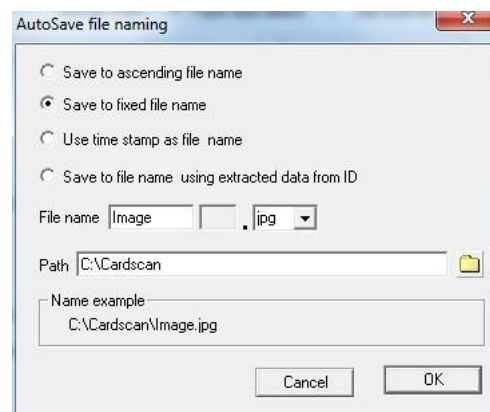 AutoSave file naming
Save to ascending file name
Save to fixed file name
Use time stamp as file name
Save to file name using extracted data from ID
File name Image . jpg
Path C:\Cardscan
Name example
C:\Cardscan\Image.jpg
Cancel OK